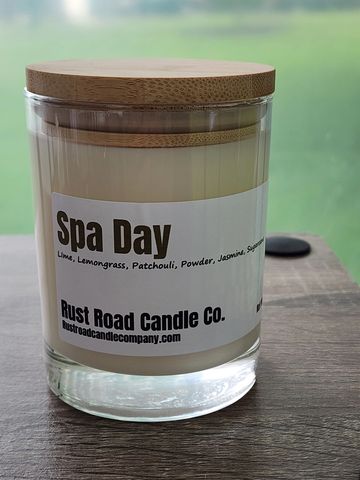 Spa Day
Lime, Lemongrass, Patchouli, Powder, Jasmine,
Rust Road Candle Co.
Rustroadcandlecompany.com